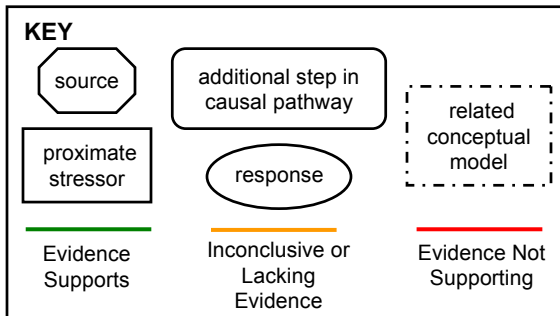 KEY
source
additional step in
causal pathway
related
conceptual
model
proximate
stressor
response
Evidence
Supports
Inconclusive or
Lacking
Evidence
Evidence Not
Supporting